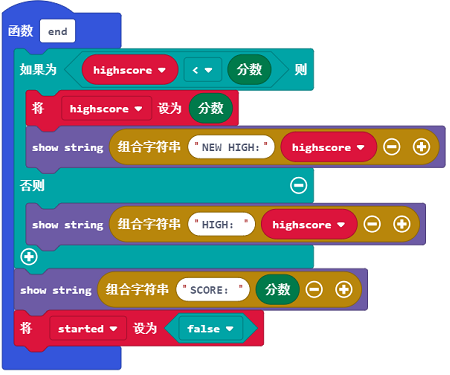 函数 end
如果为 highscore < 分数 则
将 highscore 设为 分数
show string 组合字符串 "NEW HIGH:" highscore
否则
show string 组合字符串 "HIGH: " highscore
show string 组合字符串 "SCORE: " 分数
将 started 设为 false